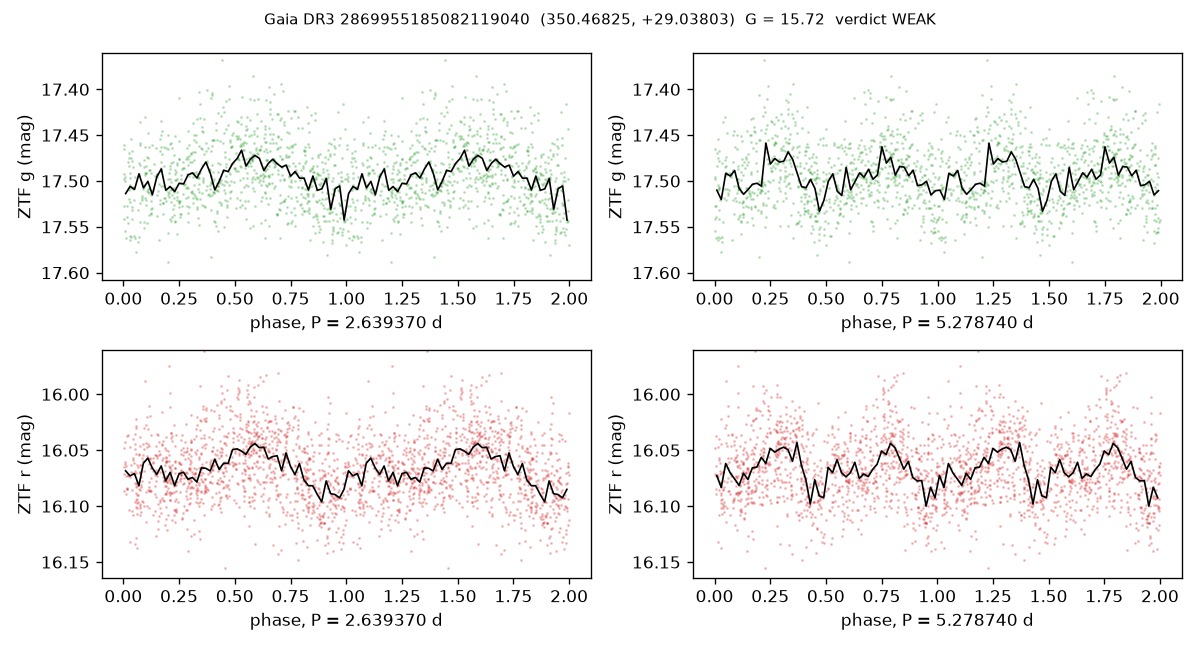 Gaia DR3 2869955185082119040 (350.46825, +29.03803) G = 15.72 verdict WEAK
ZTF g (mag)
17.40
17.45
17.50
17.55
17.60
0.00 0.25 0.50 0.75 1.00 1.25 1.50 1.75 2.00
phase, P = 2.639370 d
ZTF g (mag)
17.40
17.45
17.50
17.55
17.60
0.00 0.25 0.50 0.75 1.00 1.25 1.50 1.75 2.00
phase, P = 5.278740 d
ZTF r (mag)
16.00
16.05
16.10
16.15
0.00 0.25 0.50 0.75 1.00 1.25 1.50 1.75 2.00
phase, P = 2.639370 d
ZTF r (mag)
16.00
16.05
16.10
16.15
0.00 0.25 0.50 0.75 1.00 1.25 1.50 1.75 2.00
phase, P = 5.278740 d